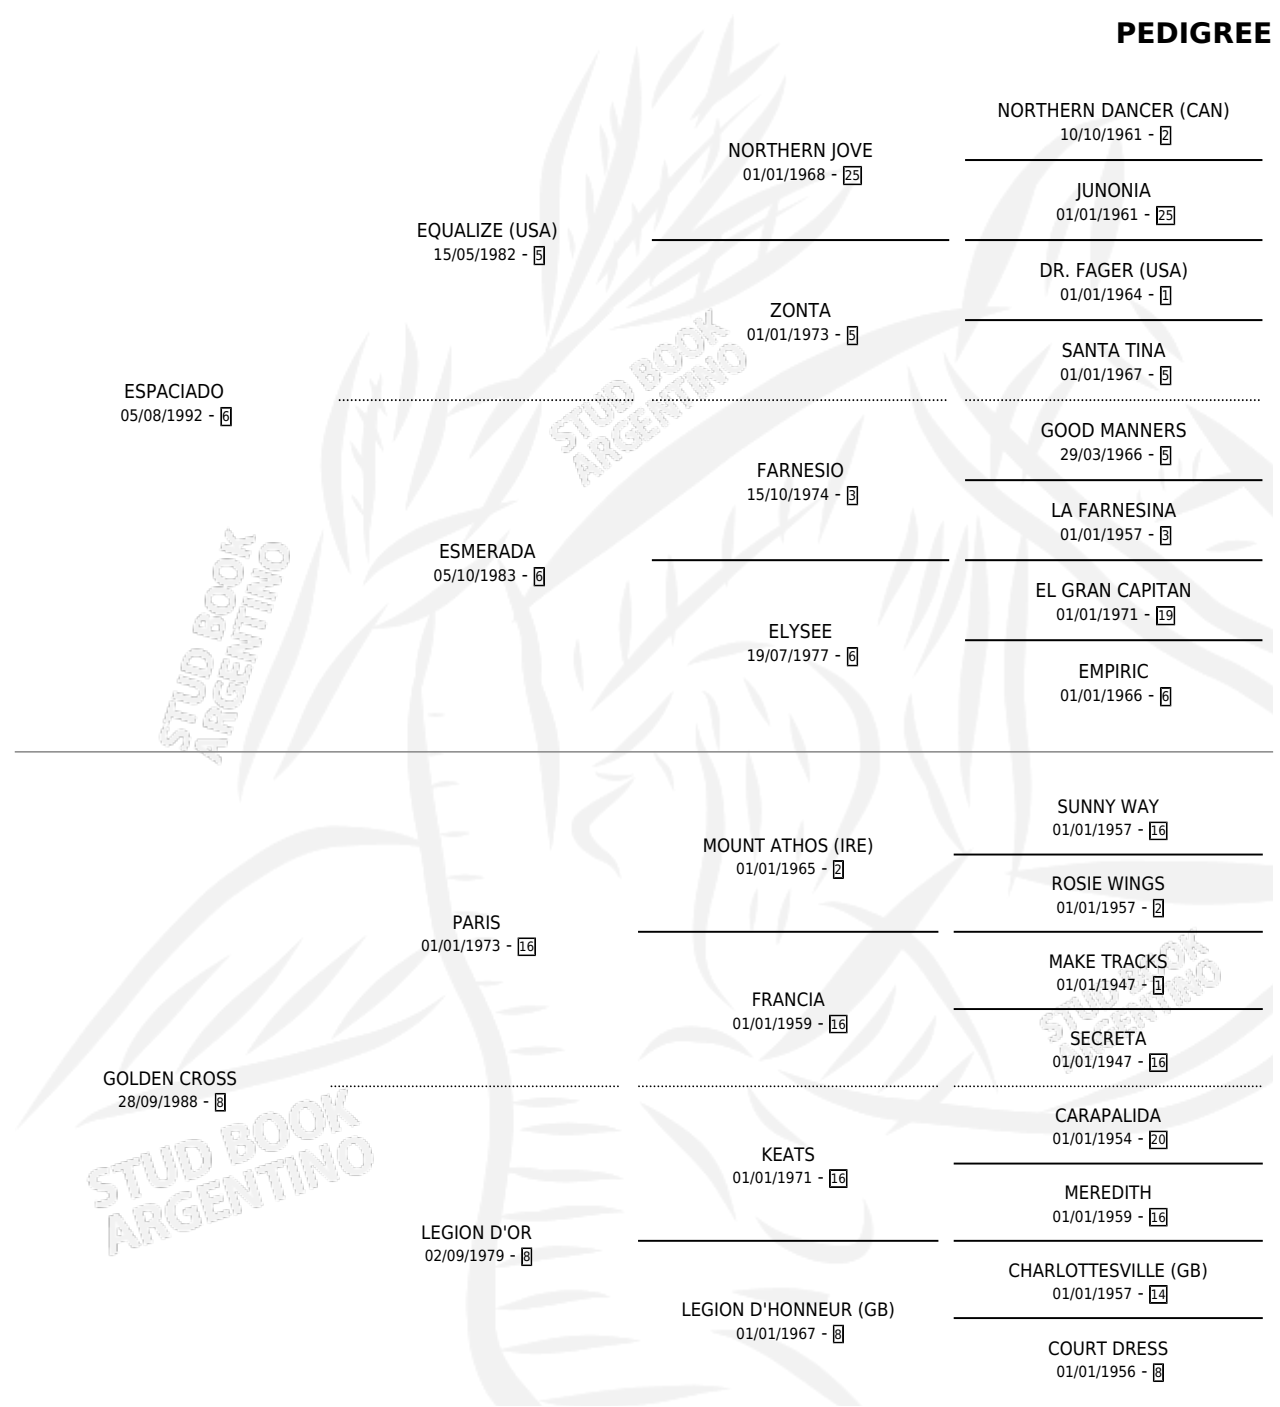 PEDIGREE
NORTHERN DANCER (CAN)
10/10/1961 - 2
NORTHERN JOVE
01/01/1968 - 25
JUNONIA
01/01/1961 - 25
EQUALIZE (USA)
15/05/1982 - 5
DR. FAGER (USA)
01/01/1964 - 1
ZONTA
01/01/1973 - 5
SANTA TINA
01/01/1967 - 5
ESPACIADO
05/08/1992 - 6
STUD BOOK
ARGENTINO
GOOD MANNERS
29/03/1966 - 5
FARNESIO
15/10/1974 - 3
LA FARNESINA
01/01/1957 - 3
ESMERADA
05/10/1983 - 6
EL GRAN CAPITAN
01/01/1971 - 19
ELYSEE
19/07/1977 - 6
EMPIRIC
01/01/1966 - 6
STUD BOOK
ARGENTINO
SUNNY WAY
01/01/1957 - 16
MOUNT ATHOS (IRE)
01/01/1965 - 2
ROSIE WINGS
01/01/1957 - 2
PARIS
01/01/1973 - 16
MAKE TRACKS
01/01/1947 - 1
FRANCIA
01/01/1959 - 16
STUD BOOK
ARGENTINO
SECRETA
01/01/1947 - 16
GOLDEN CROSS
28/09/1988 - 8
STUD BOOK
ARGENTINO
CARAPALIDA
01/01/1954 - 20
KEATS
01/01/1971 - 16
MEREDITH
01/01/1959 - 16
LEGION D'OR
02/09/1979 - 8
CHARLOTTESVILLE (GB)
01/01/1957 - 14
LEGION D'HONNEUR (GB)
01/01/1967 - 8
COURT DRESS
01/01/1956 - 8